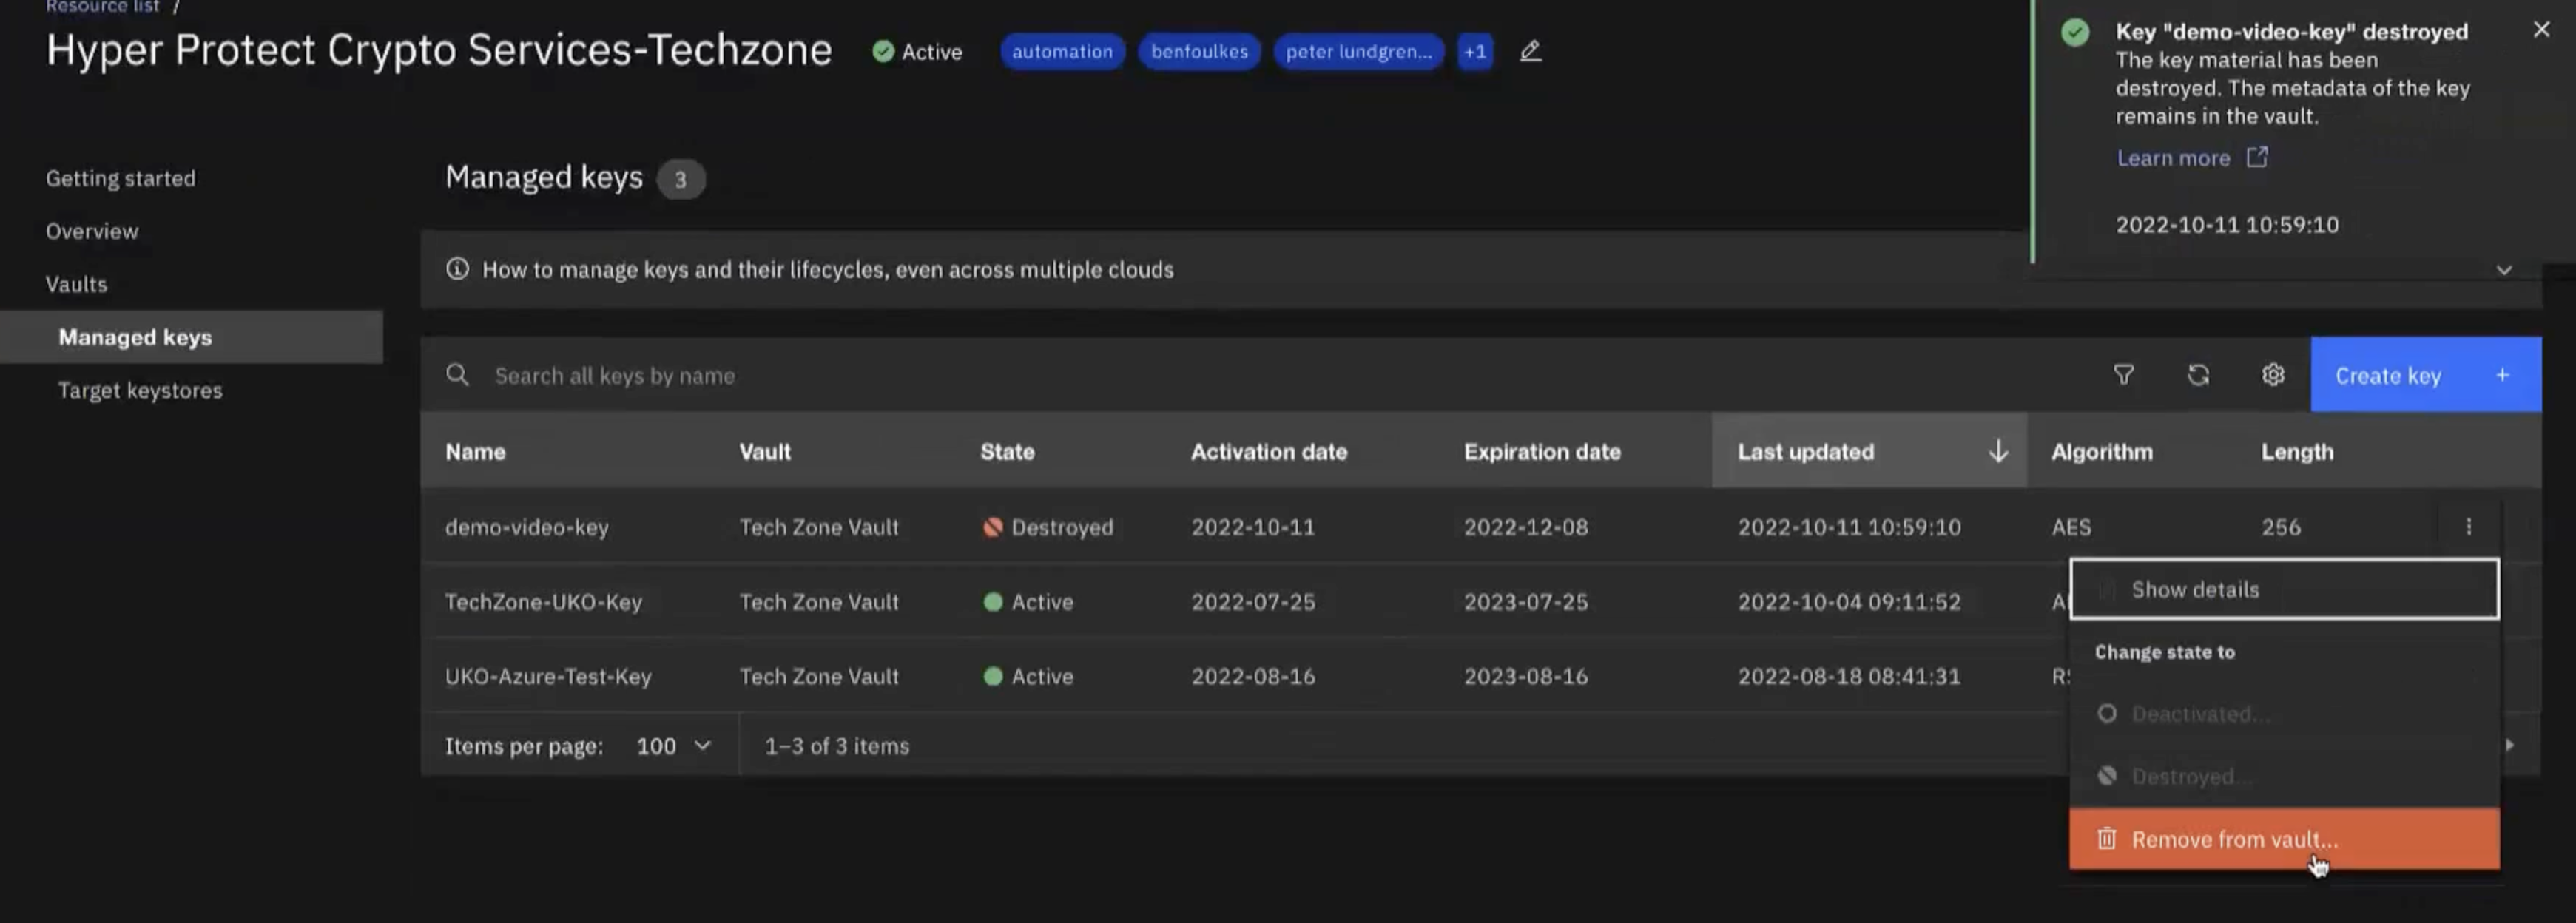 Resource list /
Hyper Protect Crypto Services-Techzone Active automation benfoulkes peter lundgren... +1
Key "demo-video-key" destroyed
The key material has been
destroyed. The metadata of the key
remains in the vault.
Learn more
2022-10-11 10:59:10
Getting started
Overview
Vaults
Managed keys
Target keystores
Managed keys 3
How to manage keys and their lifecycles, even across multiple clouds
Search all keys by name
Create key +
Name Vault State Activation date Expiration date Last updated Algorithm Length
demo-video-key Tech Zone Vault Destroyed 2022-10-11 2022-12-08 2022-10-11 10:59:10 AES 256
TechZone-UKO-Key Tech Zone Vault Active 2022-07-25 2023-07-25 2022-10-04 09:11:52
UKO-Azure-Test-Key Tech Zone Vault Active 2022-08-16 2023-08-16 2022-08-18 08:41:31
Items per page: 100 1–3 of 3 items
Show details
Change state to
Deactivated...
Destroyed...
Remove from vault...